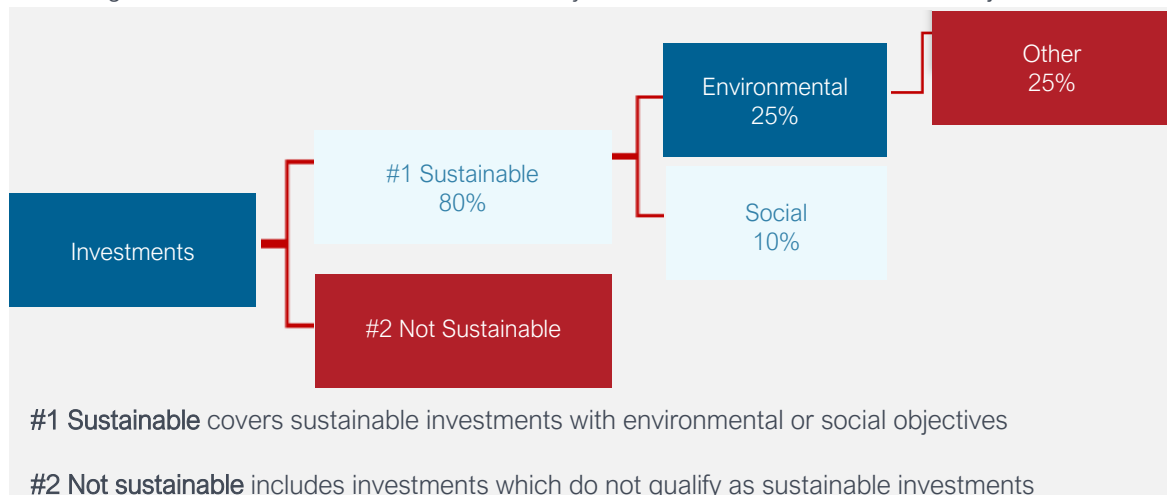 Other
25%
Environmental
25%
#1 Sustainable
80%
Social
10%
Investments
#2 Not Sustainable
#1 Sustainable covers sustainable investments with environmental or social objectives
#2 Not sustainable includes investments which do not qualify as sustainable investments